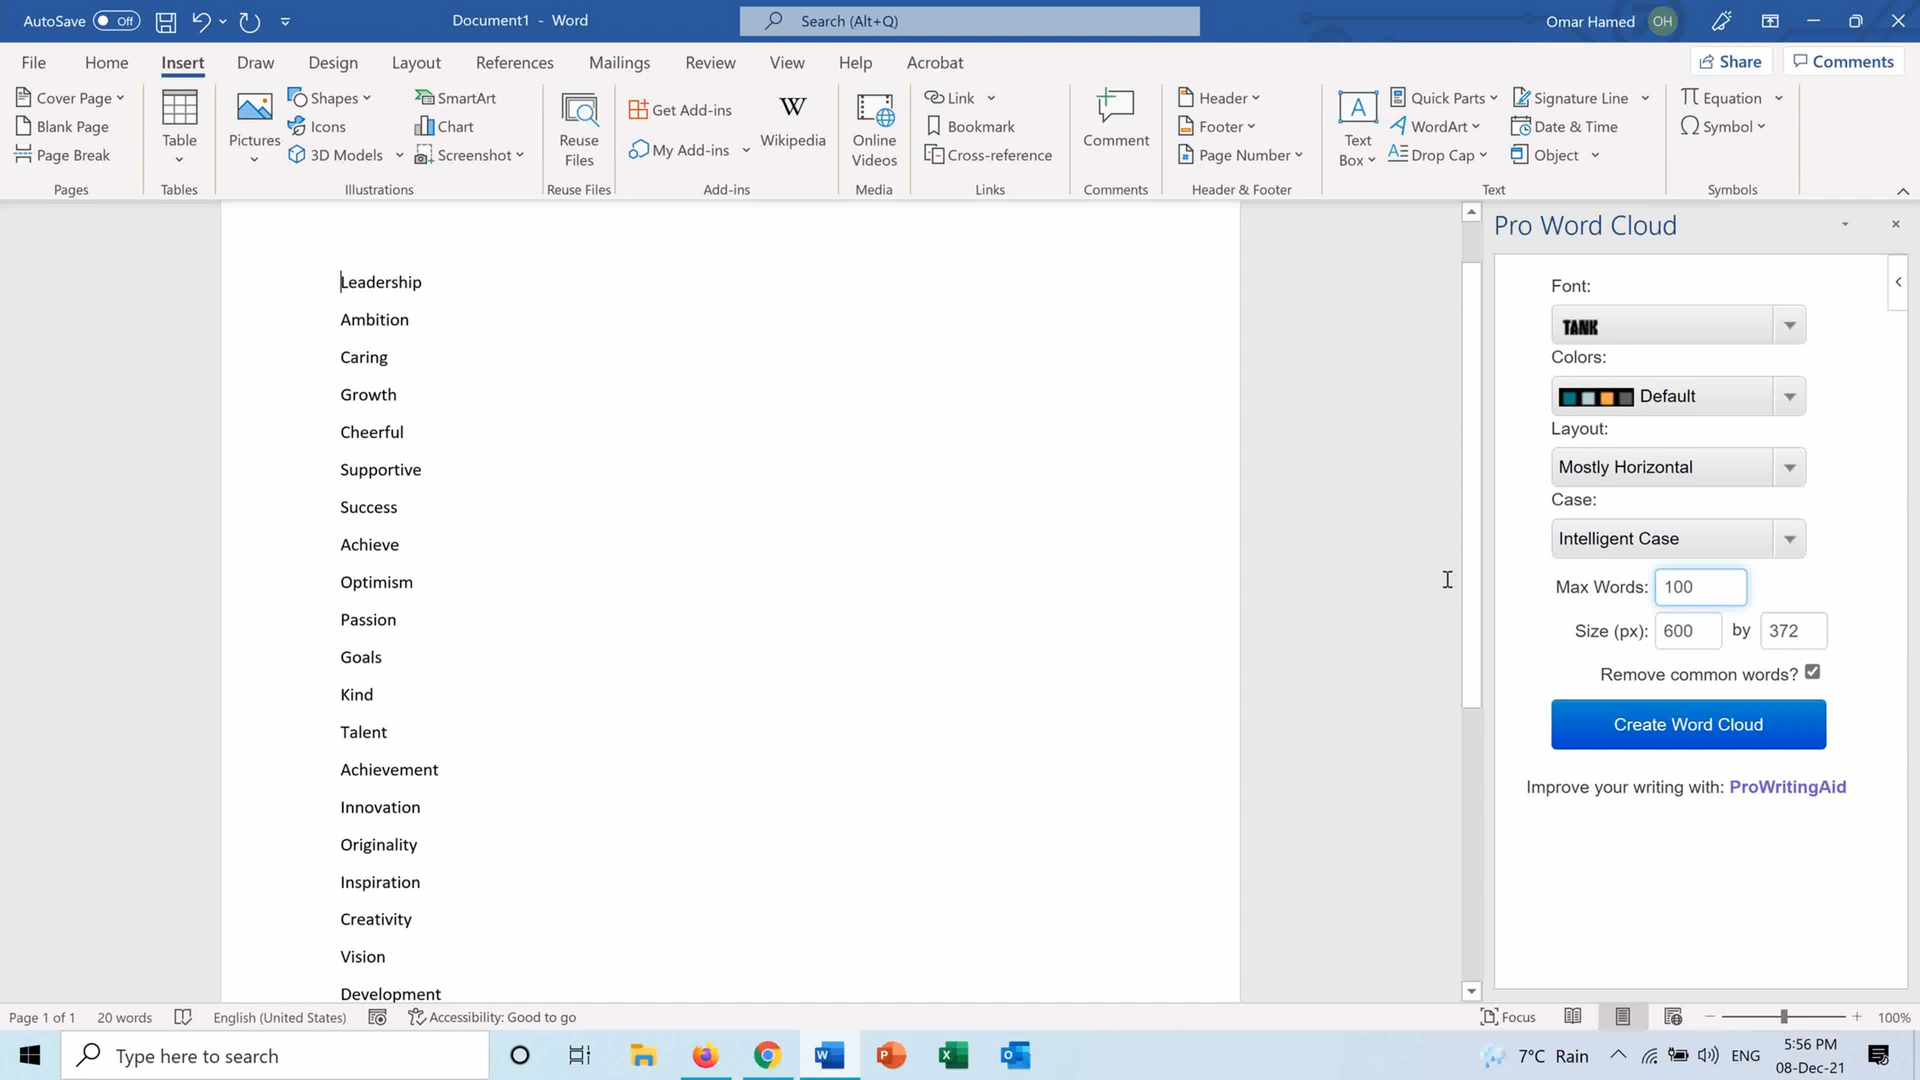 AutoSave Off Document1 - Word Search (Alt+Q) Omar Hamed OH
File Home Insert Draw Design Layout References Mailings Review View Help Acrobat Share Comments
Cover Page
Blank Page
Page Break
Pages
Table
Tables
Pictures
Shapes
Icons
3D Models
SmartArt
Chart
Screenshot
Illustrations
Reuse
Files
Reuse Files
Get Add-ins
My Add-ins
W
Wikipedia
Add-ins
Online
Videos
Media
Link
Bookmark
Cross-reference
Links
Comment
Comments
Header
Footer
Page Number
Header & Footer
Text
Box
Quick Parts
WordArt
Drop Cap
Signature Line
Date & Time
Object
Text
Equation
Symbol
Symbols
Leadership
Ambition
Caring
Growth
Cheerful
Supportive
Success
Achieve
Optimism
Passion
Goals
Kind
Talent
Achievement
Innovation
Originality
Inspiration
Creativity
Vision
Development
Pro Word Cloud
Font:
TANK
Colors:
Default
Layout:
Mostly Horizontal
Case:
Intelligent Case
Max Words: 100
Size (px): 600 by 372
Remove common words?
Create Word Cloud
Improve your writing with: ProWritingAid
Page 1 of 1 20 words English (United States) Accessibility: Good to go Focus 100%
Type here to search
7°C Rain ENG
5:56 PM
08-Dec-21